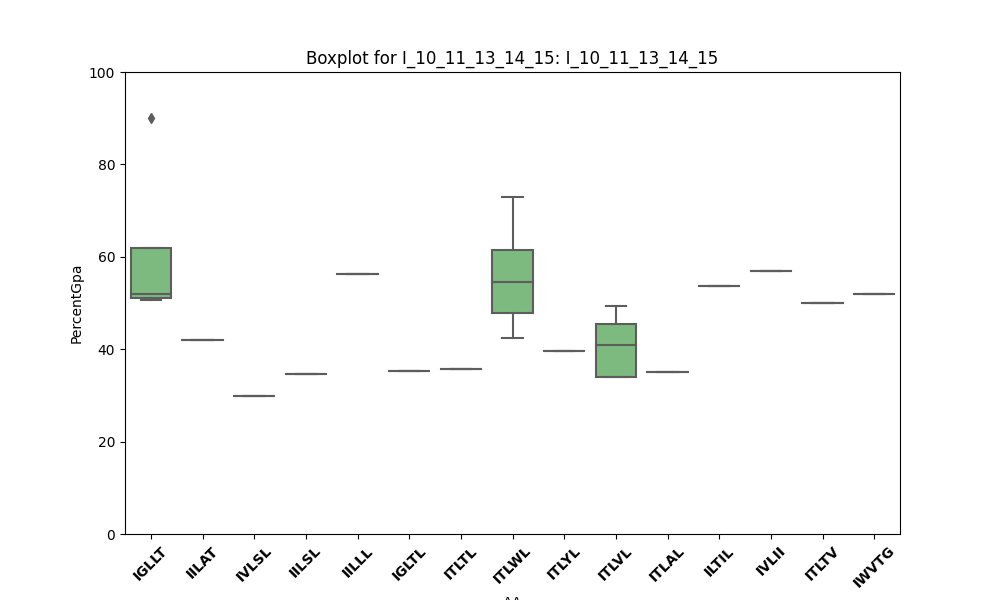 Boxplot for I_10_11_13_14_15: I_10_11_13_14_15
100
80
60
40
20
0
PercentGpa
IGLLT
IILAT
IVLSL
IILSL
IILLL
IGLTL
ITLTL
ITLWL
ITLYL
ITLVL
ITLAL
ILTIL
IVLII
ITLTV
IWVTG